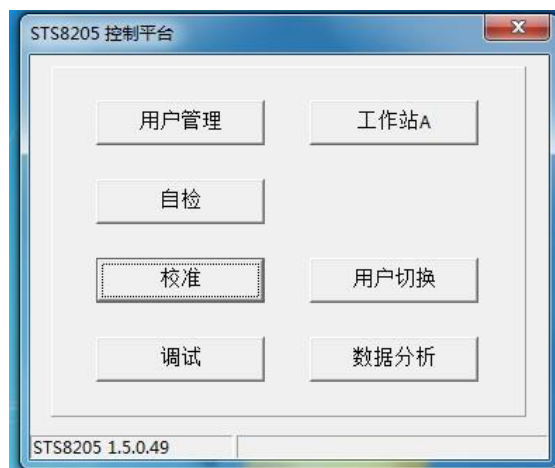 STS8205 控制平台
用户管理
工作站A
自检
校准
用户切换
调试
数据分析
STS8205 1.5.0.49